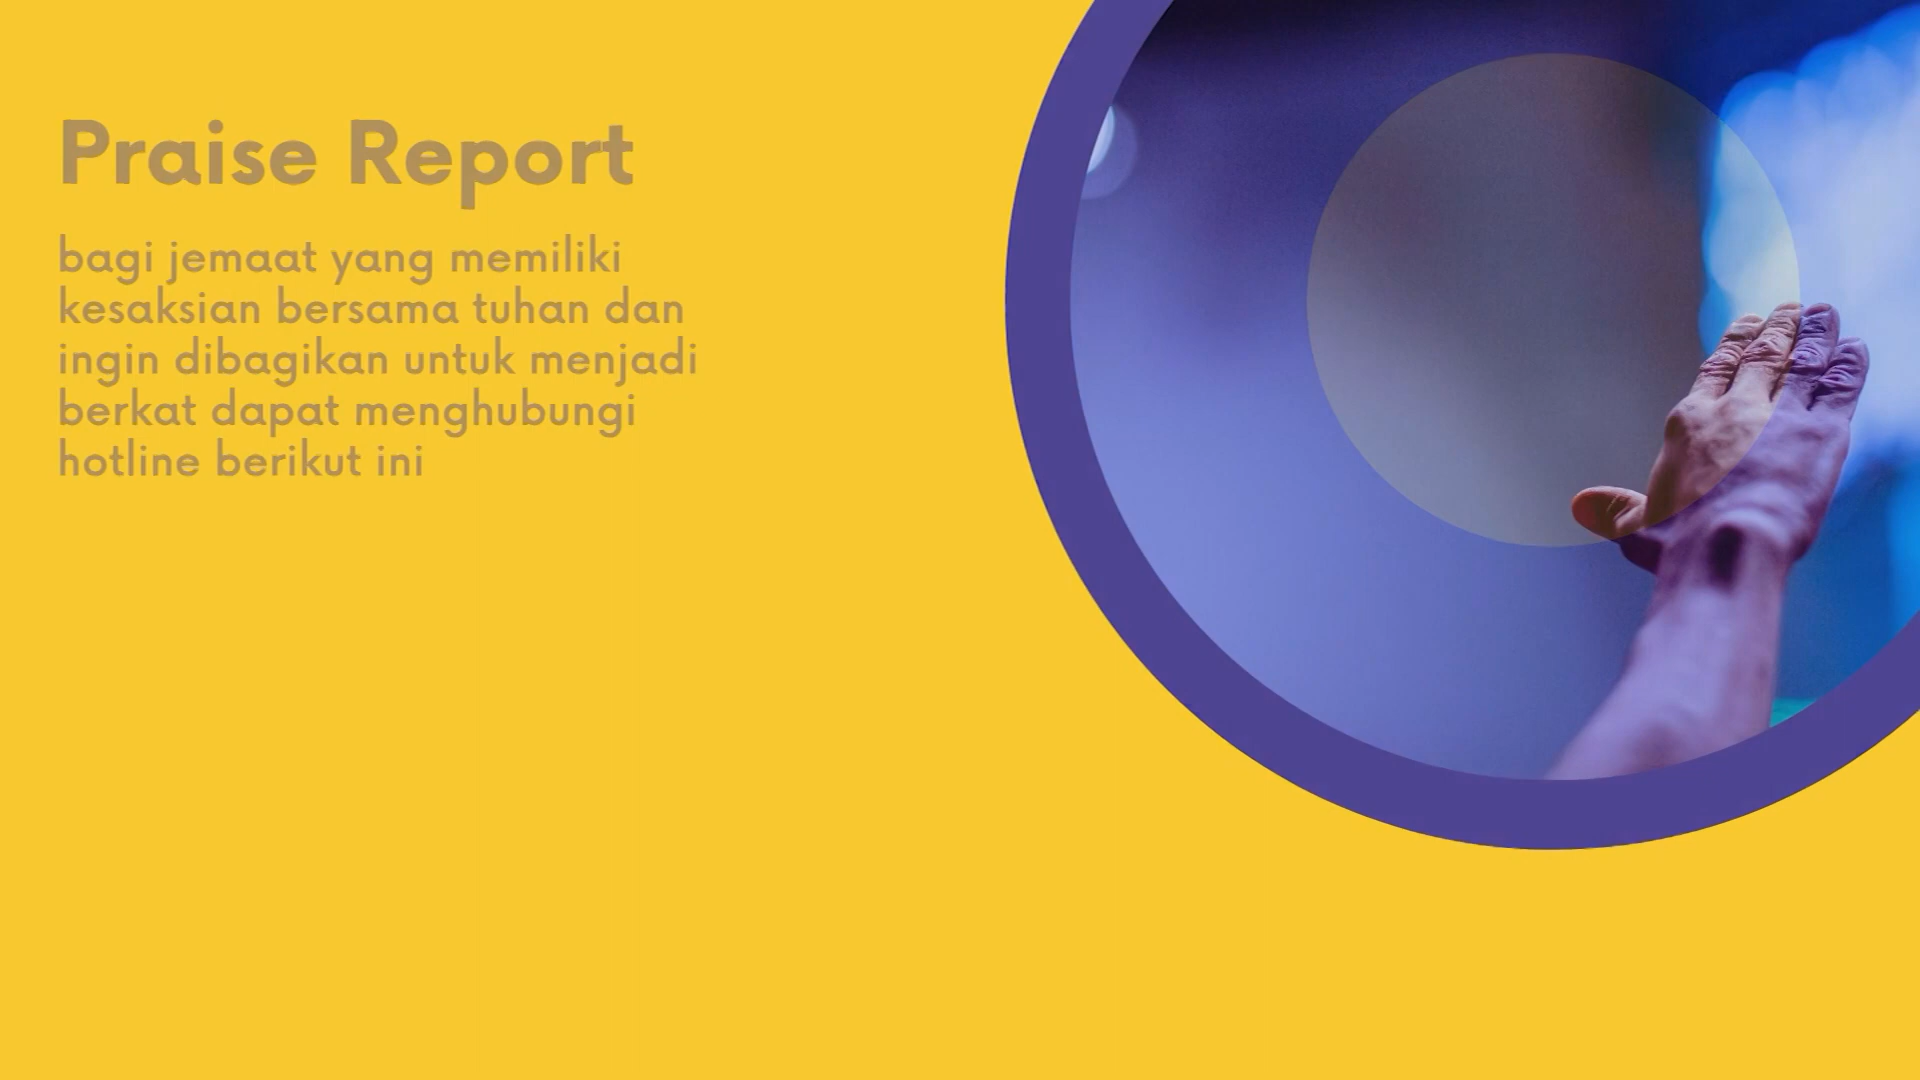 Praise Report
bagi jemaat yang memiliki
kesaksian bersama tuhan dan
ingin dibagikan untuk menjadi
berkat dapat menghubungi
hotline berikut ini